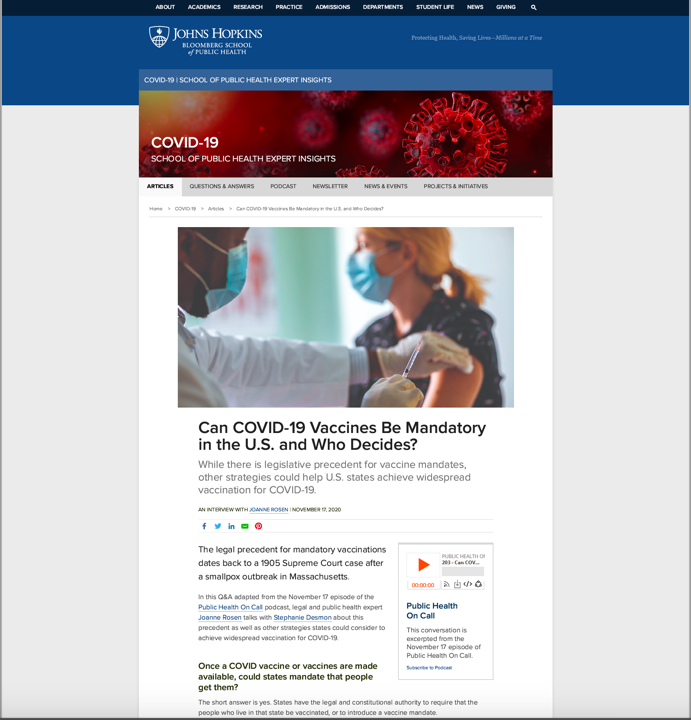 ABOUT ACADEMICS RESEARCH PRACTICE ADMISSIONS DEPARTMENTS STUDENT LIFE NEWS GIVING
JOHNS HOPKINS
BLOOMBERG SCHOOL
of PUBLIC HEALTH
Protecting Health, Saving Lives—Millions at a Time
COVID-19 | SCHOOL OF PUBLIC HEALTH EXPERT INSIGHTS
COVID-19
SCHOOL OF PUBLIC HEALTH EXPERT INSIGHTS
ARTICLES QUESTIONS & ANSWERS PODCAST NEWSLETTER NEWS & EVENTS PROJECTS & INITIATIVES
Home > COVID-19 > Articles > Can COVID-19 Vaccines Be Mandatory in the U.S. and Who Decides?
Can COVID-19 Vaccines Be Mandatory
in the U.S. and Who Decides?
While there is legislative precedent for vaccine mandates,
other strategies could help U.S. states achieve widespread
vaccination for COVID-19.
AN INTERVIEW WITH JOANNE ROSEN | NOVEMBER 17, 2020
The legal precedent for mandatory vaccinations
dates back to a 1905 Supreme Court case after
a smallpox outbreak in Massachusetts.
In this Q&A adapted from the November 17 episode of the
Public Health On Call podcast, legal and public health expert
Joanne Rosen talks with Stephanie Desmon about this
precedent as well as other strategies states could consider to
achieve widespread vaccination for COVID-19.
PUBLIC HEALTH OF
203 - Can COV...
00:00:00
Public Health
On Call
This conversation is
excerpted from the
November 17 episode of
Public Health On Call.
Subscribe to Podcast
Once a COVID vaccine or vaccines are made
available, could states mandate that people
get them?
The short answer is yes. States have the legal and constitutional authority to require that the
people who live in that state be vaccinated, or to introduce a vaccine mandate.